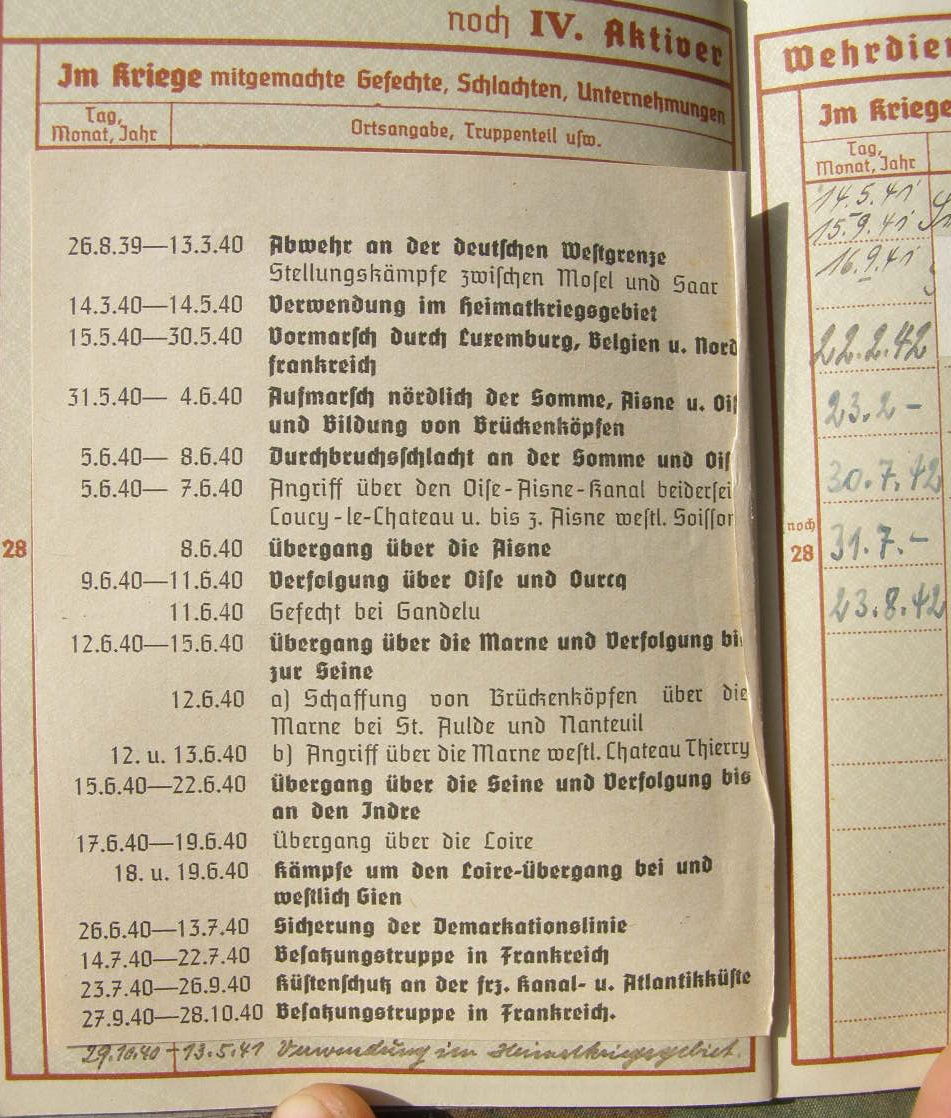 noch IV. Aktiver
Im Kriege mitgemachte Gefechte, Schlachten, Unternehmungen
Tag,
Monat, Jahr
Ortsangabe, Truppenteil usw.
26.8.39—13.3.40 Abwehr an der deutschen Westgrenze
Stellungskämpfe zwischen Mosel und Saar
14.3.40—14.5.40 Verwendung im Heimatkriegsgebiet
15.5.40—30.5.40 Vormarsch durch Luxemburg, Belgien u. Nord
frankreich
31.5.40— 4.6.40 Aufmarsch nördlich der Somme, Aisne u. Ois
und Bildung von Brückenköpfen
5.6.40— 8.6.40 Durchbruchsschlacht an der Somme und Ois
5.6.40— 7.6.40 Angriff über den Oise-Aisne-Kanal beidersei
Coucy-le-Chateau u. bis z. Aisne westl. Soisson
8.6.40 Übergang über die Aisne
28
9.6.40—11.6.40 Verfolgung über Oise und Ourcq
11.6.40 Gefecht bei Gandelu
12.6.40—15.6.40 Übergang über die Marne und Verfolgung bis
zur Seine
12.6.40 a) Schaffung von Brückenköpfen über die
Marne bei St. Aulde und Nanteuil
12. u. 13.6.40 b) Angriff über die Marne westl. Chateau Thierry
15.6.40—22.6.40 Übergang über die Seine und Verfolgung bis
an den Indre
17.6.40—19.6.40 Übergang über die Loire
18. u. 19.6.40 Kämpfe um den Loire-Übergang bei und
westlich Gien
26.6.40—13.7.40 Sicherung der Demarkationslinie
14.7.40—22.7.40 Besatzungstruppe in Frankreich
23.7.40—26.9.40 Küstenschutz an der frz. Kanal- u. Atlantikküste
27.9.40—28.10.40 Besatzungstruppe in Frankreich.
29.10.40 – 13.5.41 Verwendung im Heimatkriegsgebiet.
Wehrdie
Im Kriege
Tag,
Monat, Jahr
14.5.41
15.9.41
16.9.41
22.2.42
23.2 –
30.7.42
noch
28
31.7.–
23.8.42